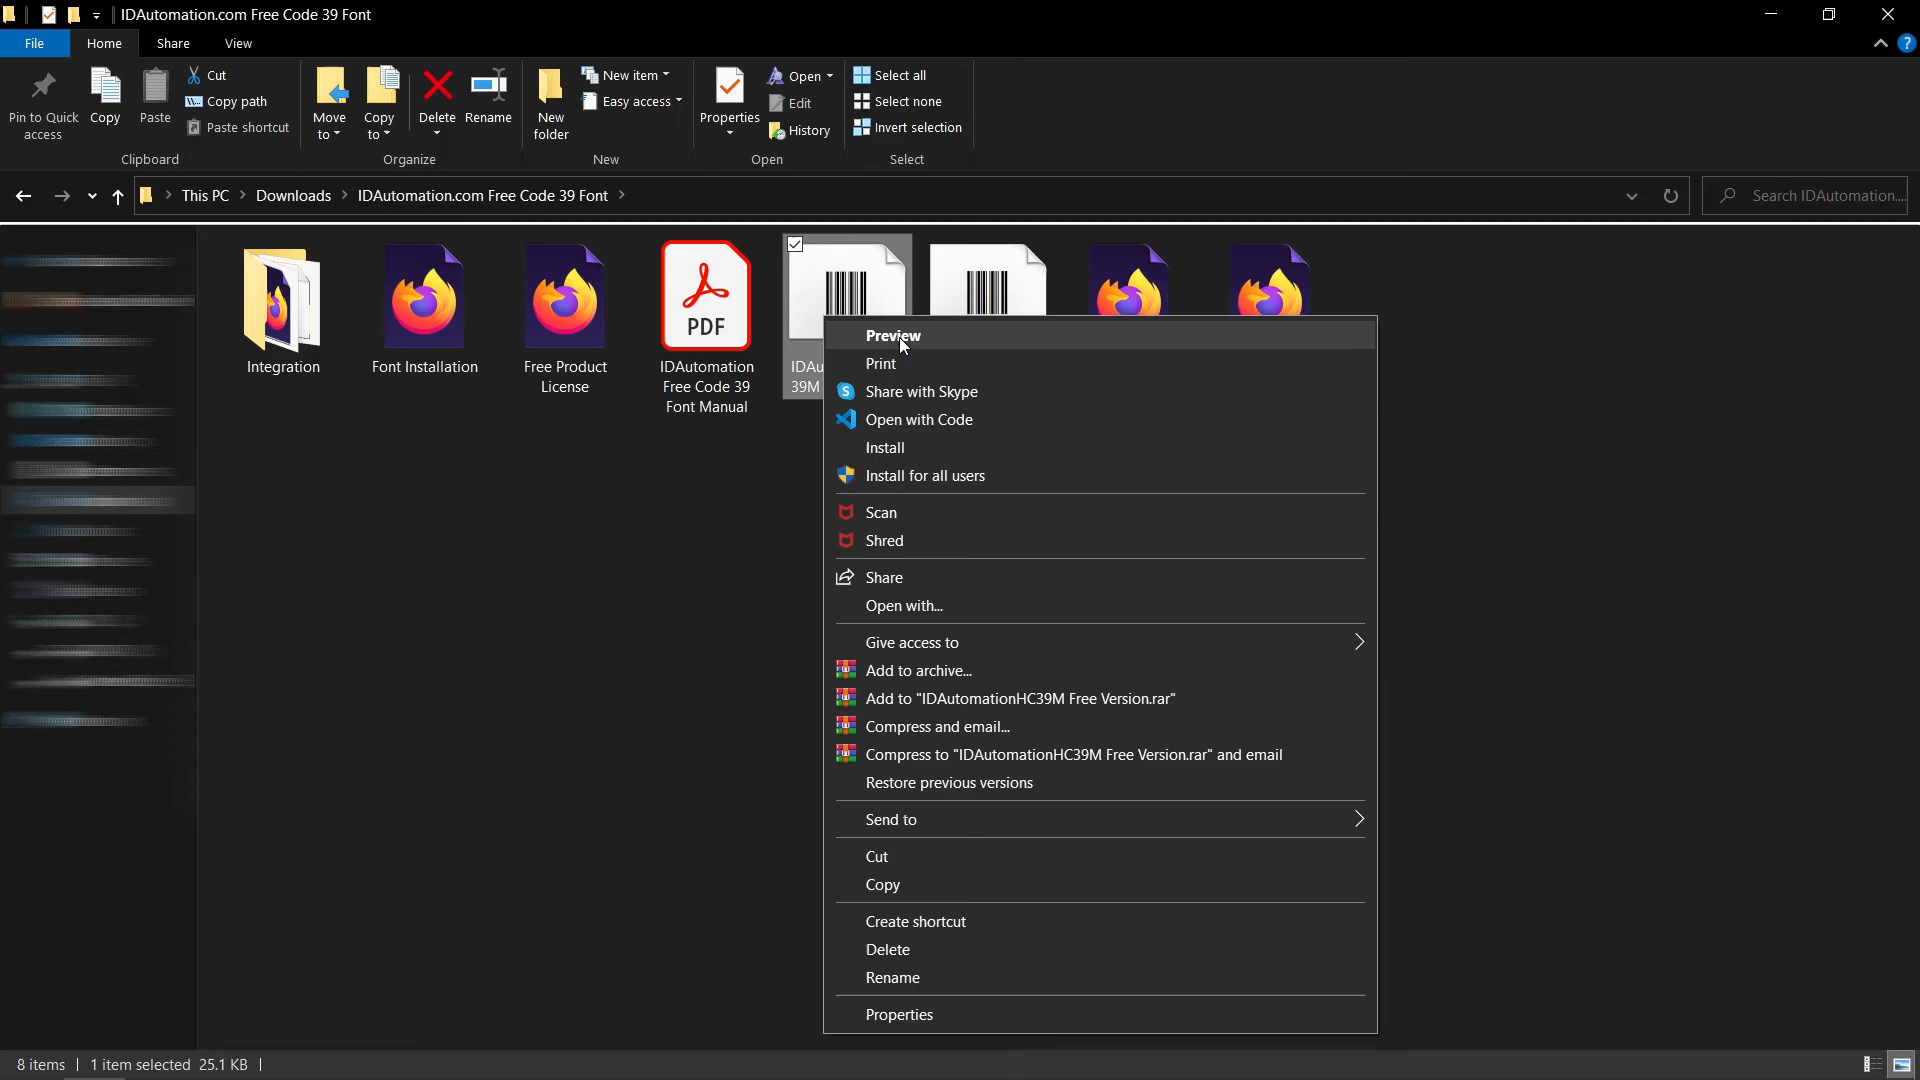 IDAutomation.com Free Code 39 Font
File Home Share View
Pin to Quick access
Copy
Paste
Cut
Copy path
Paste shortcut
Clipboard
Move to
Copy to
Delete
Rename
Organize
New folder
New item
Easy access
New
Properties
Open
Edit
History
Open
Select all
Select none
Invert selection
Select
This PC > Downloads > IDAutomation.com Free Code 39 Font >
Search IDAutomation....
Integration
Font Installation
Free Product
License
PDF
IDAutomation
Free Code 39
Font Manual
39M
Preview
Print
Share with Skype
Open with Code
Install
Install for all users
Scan
Shred
Share
Open with...
Give access to
Add to archive...
Add to "IDAutomationHC39M Free Version.rar"
Compress and email...
Compress to "IDAutomationHC39M Free Version.rar" and email
Restore previous versions
Send to
Cut
Copy
Create shortcut
Delete
Rename
Properties
8 items | 1 item selected 25.1 KB |